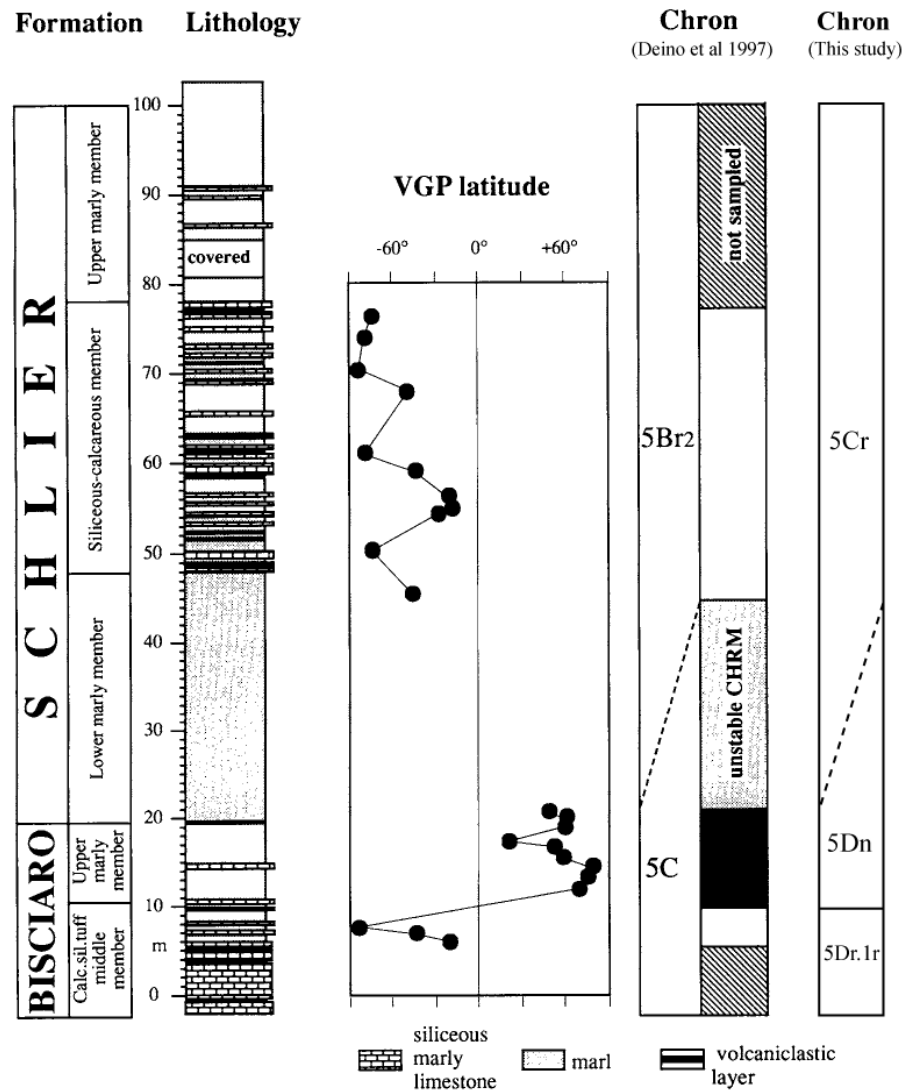 Formation
Lithology
Chron
(Deino et al 1997)
Chron
(This study)
SCHLIER
BISCIARO
Upper marly member
Siliceous-calcareous member
Lower marly member
Upper
marly
member
Calc.sil.tuff
middle
member
100
90
80
70
60
50
40
30
20
10
m
0
covered
VGP latitude
-60° 0° +60°
5Br2
5C
not sampled
unstable CHRM
5Cr
5Dn
5Dr.1r
siliceous
marly
limestone
marl
volcaniclastic
layer